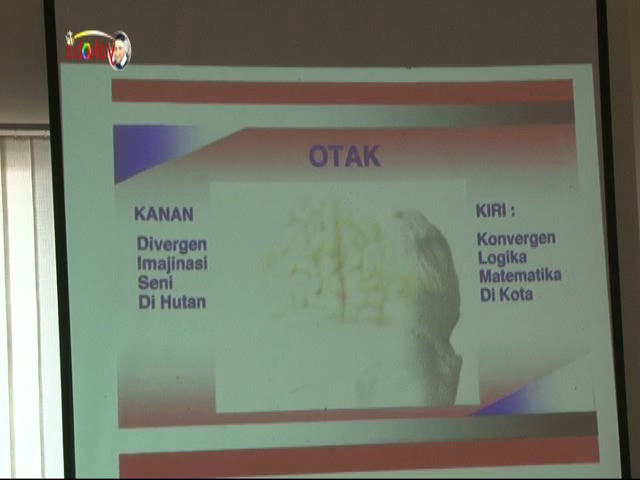 OTAK
KANAN
Divergen
Imajinasi
Seni
Di Hutan
KIRI :
Konvergen
Logika
Matematika
Di Kota